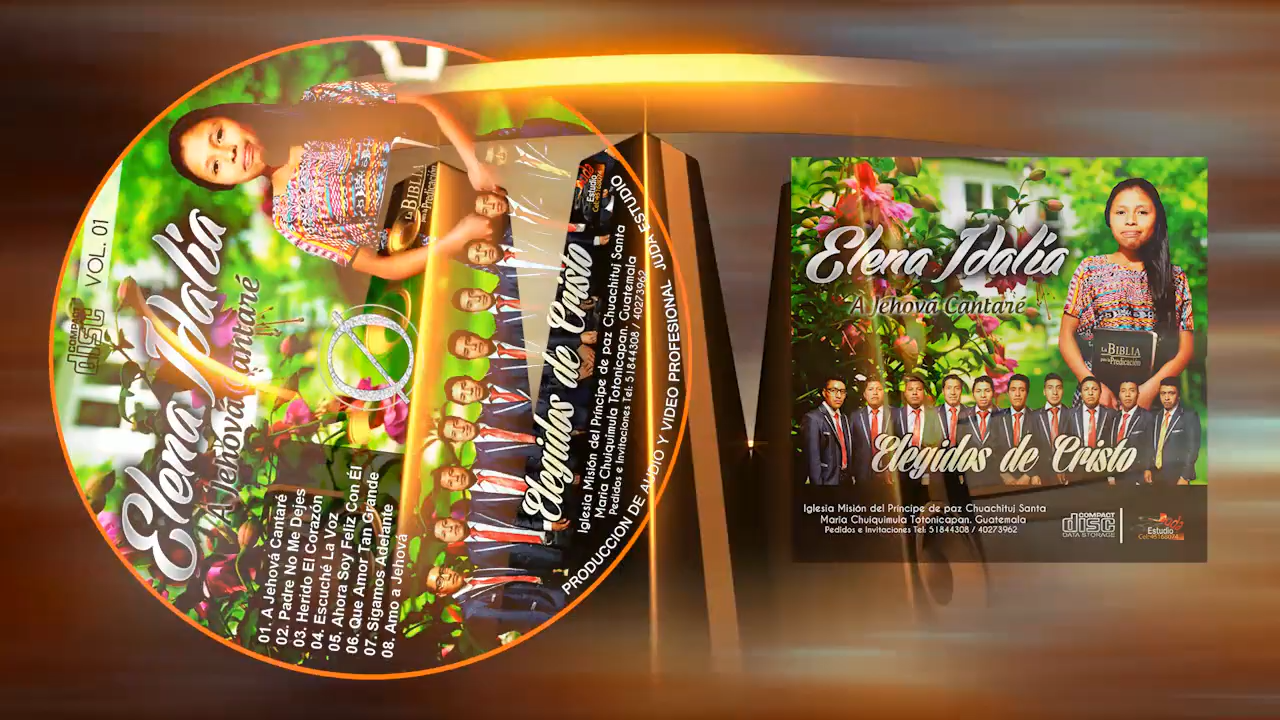 COMPACT
disc
VOL. 01
Elena Idalía
A Jehová Cantaré
01. A Jehová Cantaré
02. Padre No Me Dejes
03. Herido El Corazón
04. Escuché La Voz
05. Ahora Soy Feliz Con Él
06. Que Amor Tan Grande
07. Sigamos Adelante
08. Amo a Jehová
La BIBLIA
para la Predicación
Elegidos de Cristo
Iglesia Misión del Príncipe de paz Chuachituj Santa
Maria Chuiquimula Totonicapan. Guatemala
Pedidos e Invitaciones Tel: 51844308 / 40273962
Estudio
PRODUCCION DE AUDIO Y VIDEO PROFESIONAL JUDA ESTUDIO
Elena Idalía
A Jehová Cantaré
La BIBLIA
para la Predicación
Elegidos de Cristo
Iglesia Misión del Príncipe de paz Chuachituj Santa
Maria Chuiquimula Totonicapan. Guatemala
Pedidos e Invitaciones Tel: 51844308 / 40273962
COMPACT
disc
DATA STORAGE
Estudio